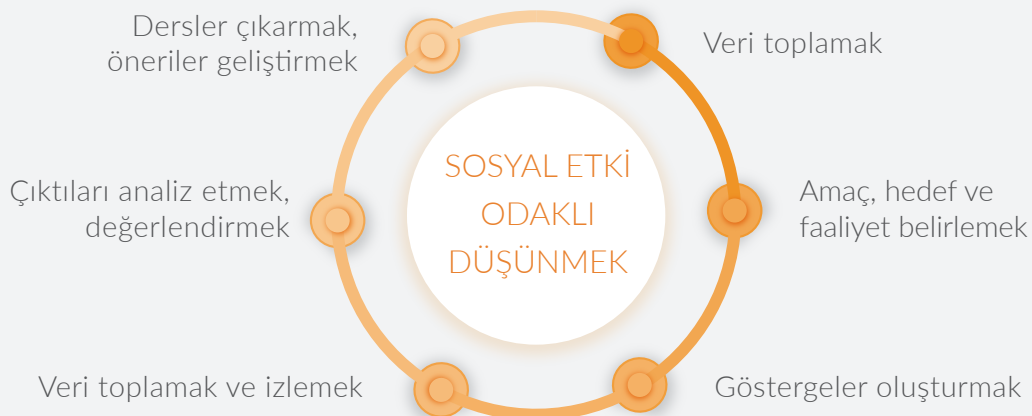 SOSYAL ETKİ
ODAKLI
DÜŞÜNMEK
Veri toplamak
Amaç, hedef ve
faaliyet belirlemek
Göstergeler oluşturmak
Veri toplamak ve izlemek
Çıktıları analiz etmek,
değerlendirmek
Dersler çıkarmak,
öneriler geliştirmek